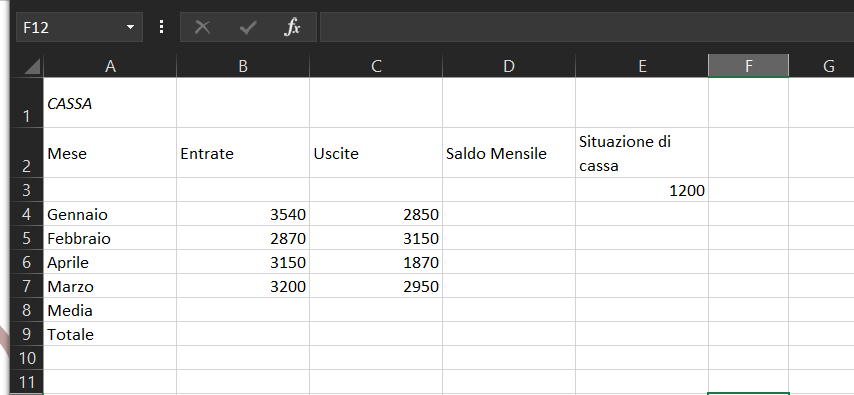 F12 fx
A B C D E F G
1 CASSA
2 Mese Entrate Uscite Saldo Mensile Situazione di
cassa
3 1200
4 Gennaio 3540 2850
5 Febbraio 2870 3150
6 Aprile 3150 1870
7 Marzo 3200 2950
8 Media
9 Totale
10
11